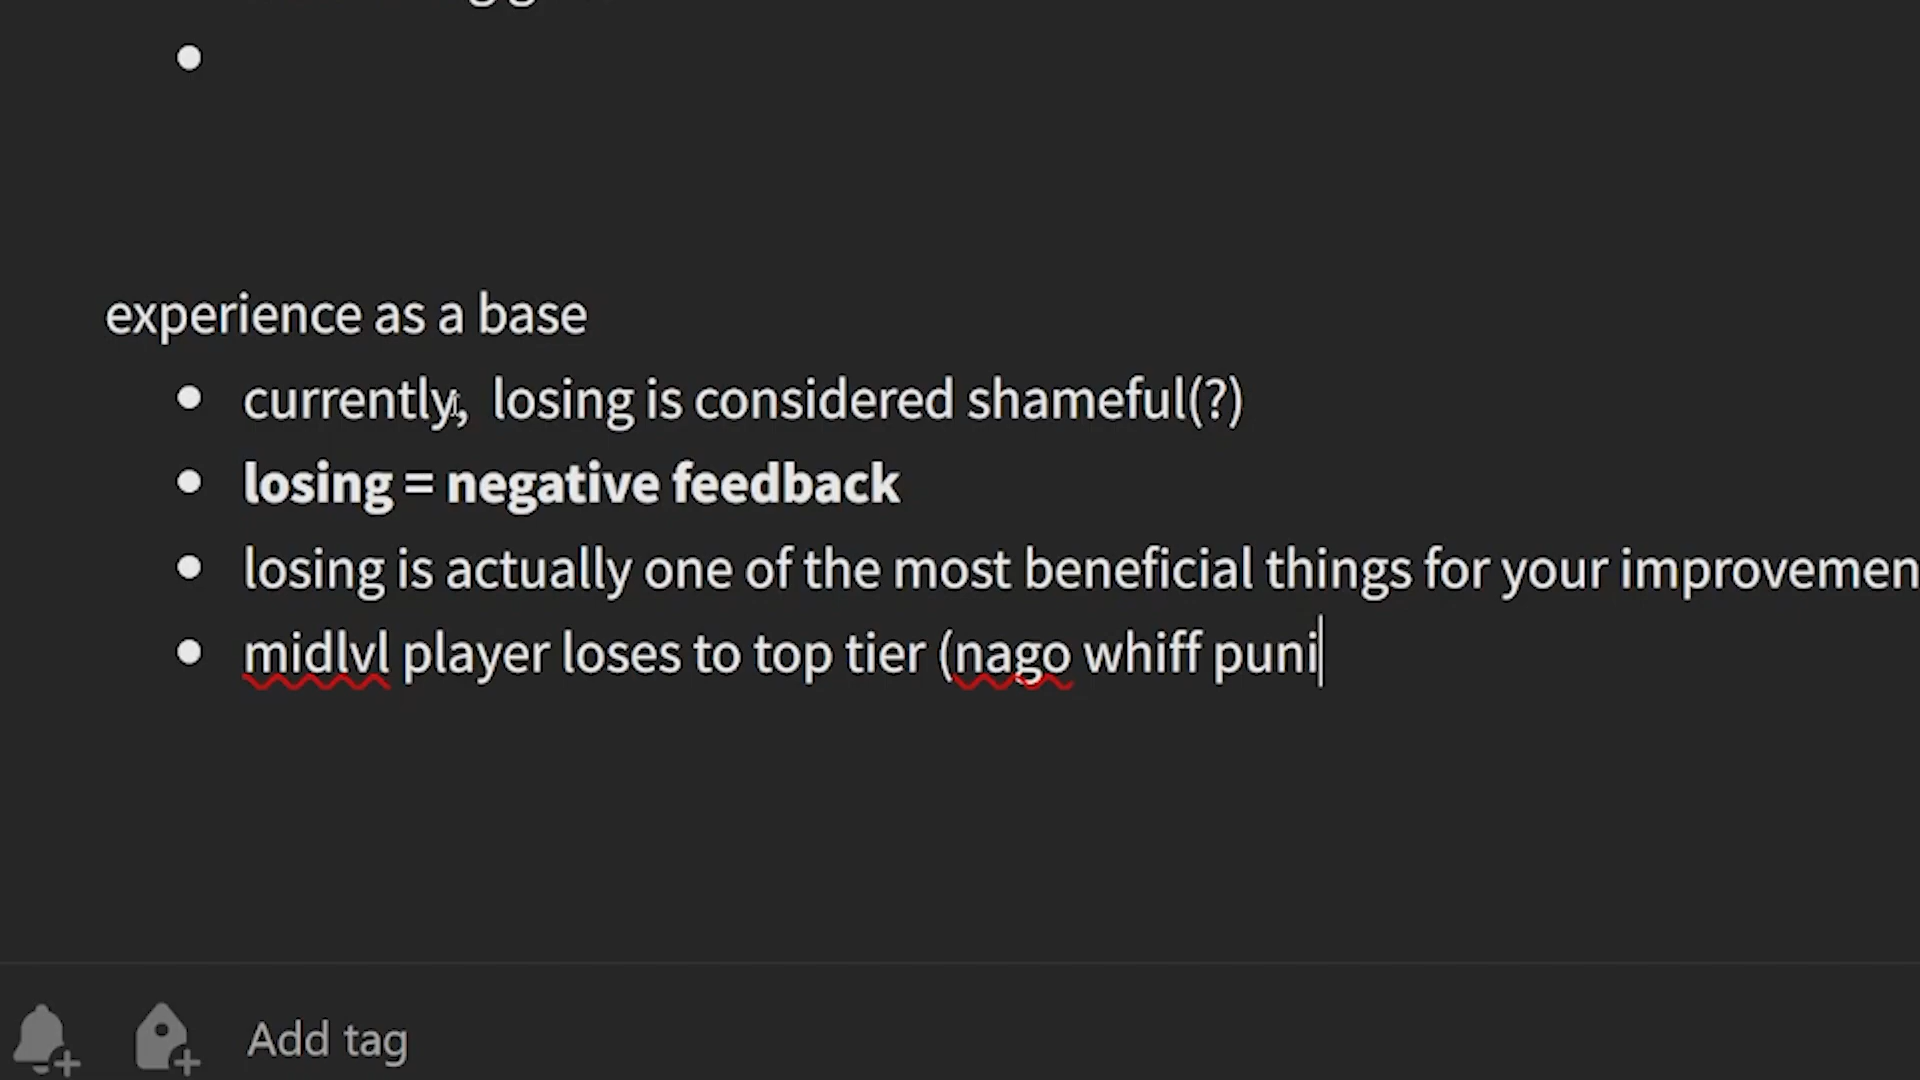 experience as a base
currently,  losing is considered shameful(?)
losing = negative feedback
losing is actually one of the most beneficial things for your improvemen
midlvl player loses to top tier (nago whiff puni
Add tag